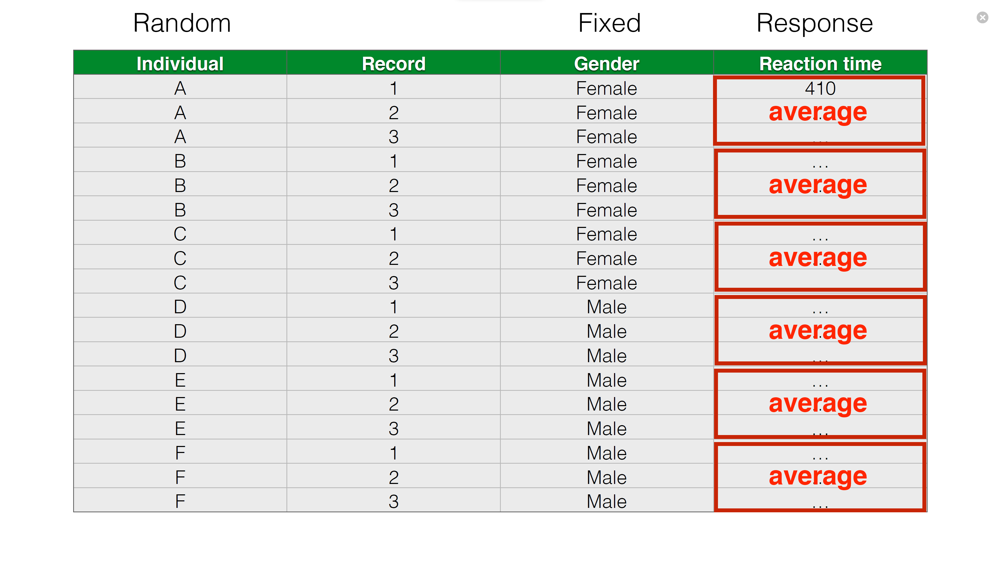 Random Fixed Response
Individual Record Gender Reaction time
A 1 Female 410
A 2 Female average
A 3 Female ...
B 1 Female ...
B 2 Female average
B 3 Female
C 1 Female ...
C 2 Female average
C 3 Female
D 1 Male ...
D 2 Male average
D 3 Male ...
E 1 Male ...
E 2 Male average
E 3 Male ...
F 1 Male ...
F 2 Male average
F 3 Male ...